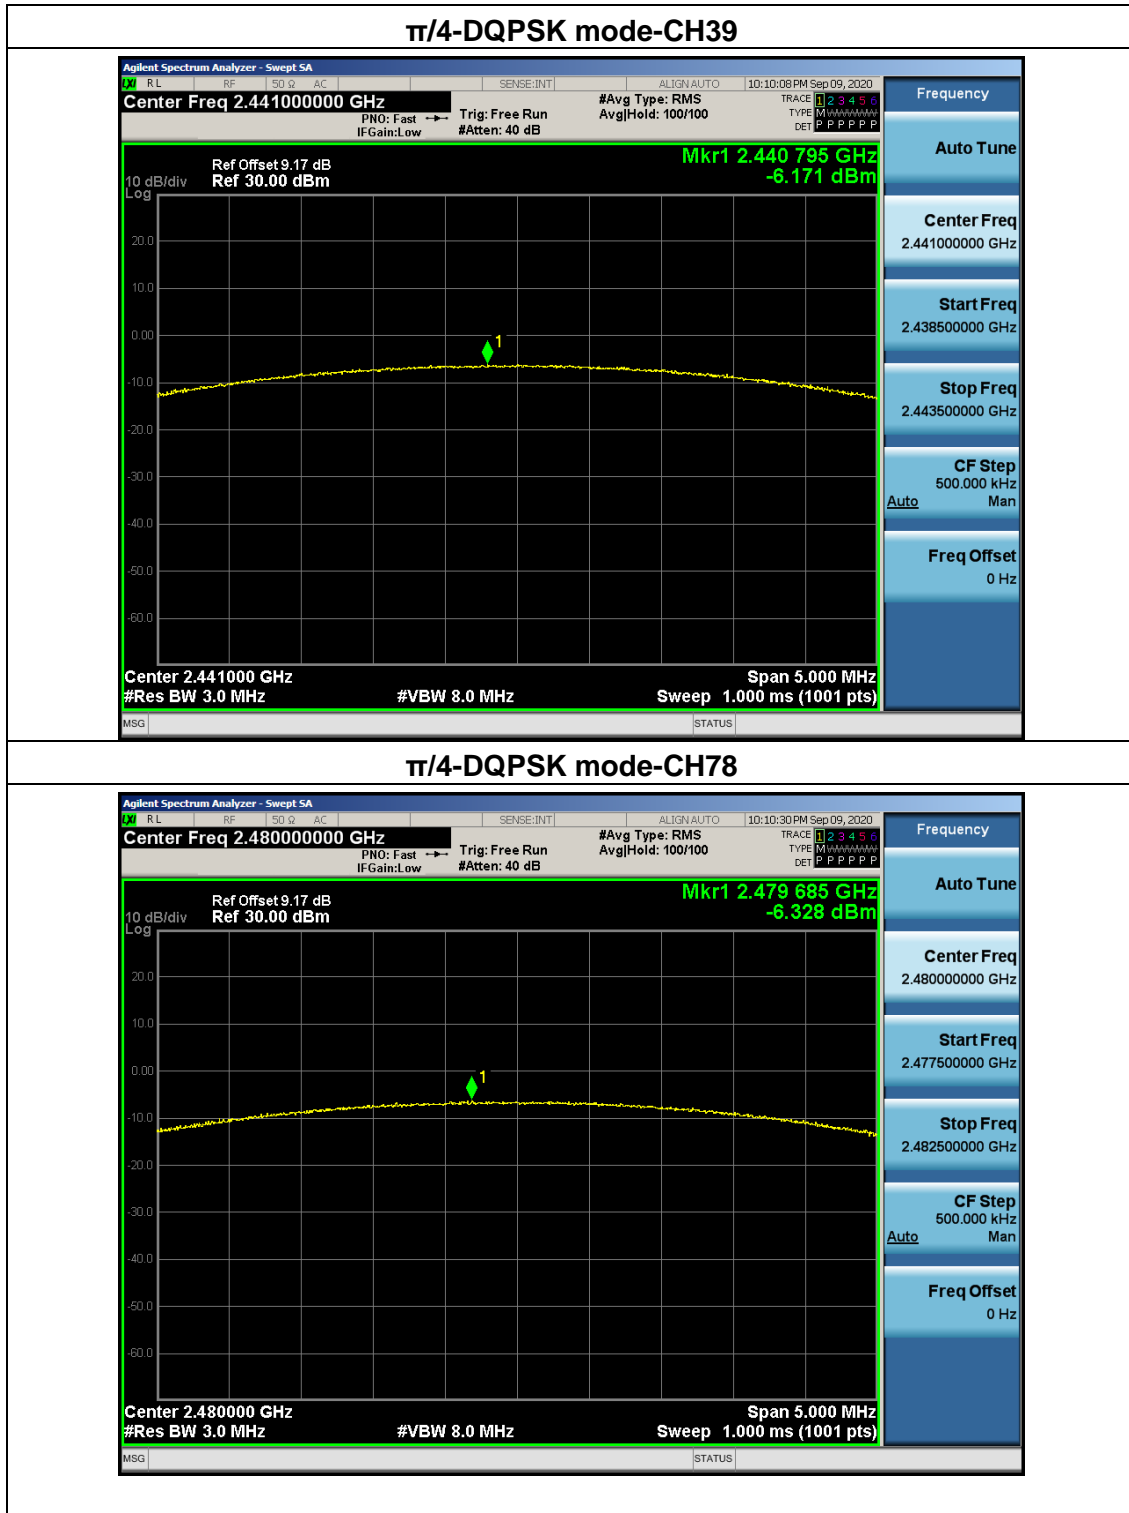 π/4-DQPSK mode-CH39
Agilent Spectrum Analyzer - Swept SA
LXI RL RF 50 Ω AC SENSE:INT ALIGN AUTO 10:10:08 PM Sep 09, 2020
Center Freq 2.441000000 GHz
PNO: Fast
IFGain:Low
Trig: Free Run
#Atten: 40 dB
#Avg Type: RMS
Avg|Hold: 100/100
TRACE 1 2 3 4 5 6
TYPE M
DET P P P P P P
Frequency
Mkr1 2.440 795 GHz
-6.171 dBm
Ref Offset 9.17 dB
10 dB/div Ref 30.00 dBm
Log
20.0
10.0
0.00
-10.0
-20.0
-30.0
-40.0
-50.0
-60.0
1
Center 2.441000 GHz Span 5.000 MHz
#Res BW 3.0 MHz #VBW 8.0 MHz Sweep 1.000 ms (1001 pts)
MSG STATUS
Auto Tune
Center Freq
2.441000000 GHz
Start Freq
2.438500000 GHz
Stop Freq
2.443500000 GHz
CF Step
500.000 kHz
Auto Man
Freq Offset
0 Hz
π/4-DQPSK mode-CH78
Agilent Spectrum Analyzer - Swept SA
LXI RL RF 50 Ω AC SENSE:INT ALIGN AUTO 10:10:30 PM Sep 09, 2020
Center Freq 2.480000000 GHz
PNO: Fast
IFGain:Low
Trig: Free Run
#Atten: 40 dB
#Avg Type: RMS
Avg|Hold: 100/100
TRACE 1 2 3 4 5 6
TYPE M
DET P P P P P P
Frequency
Mkr1 2.479 685 GHz
-6.328 dBm
Ref Offset 9.17 dB
10 dB/div Ref 30.00 dBm
Log
20.0
10.0
0.00
-10.0
-20.0
-30.0
-40.0
-50.0
-60.0
1
Center 2.480000 GHz Span 5.000 MHz
#Res BW 3.0 MHz #VBW 8.0 MHz Sweep 1.000 ms (1001 pts)
MSG STATUS
Auto Tune
Center Freq
2.480000000 GHz
Start Freq
2.477500000 GHz
Stop Freq
2.482500000 GHz
CF Step
500.000 kHz
Auto Man
Freq Offset
0 Hz